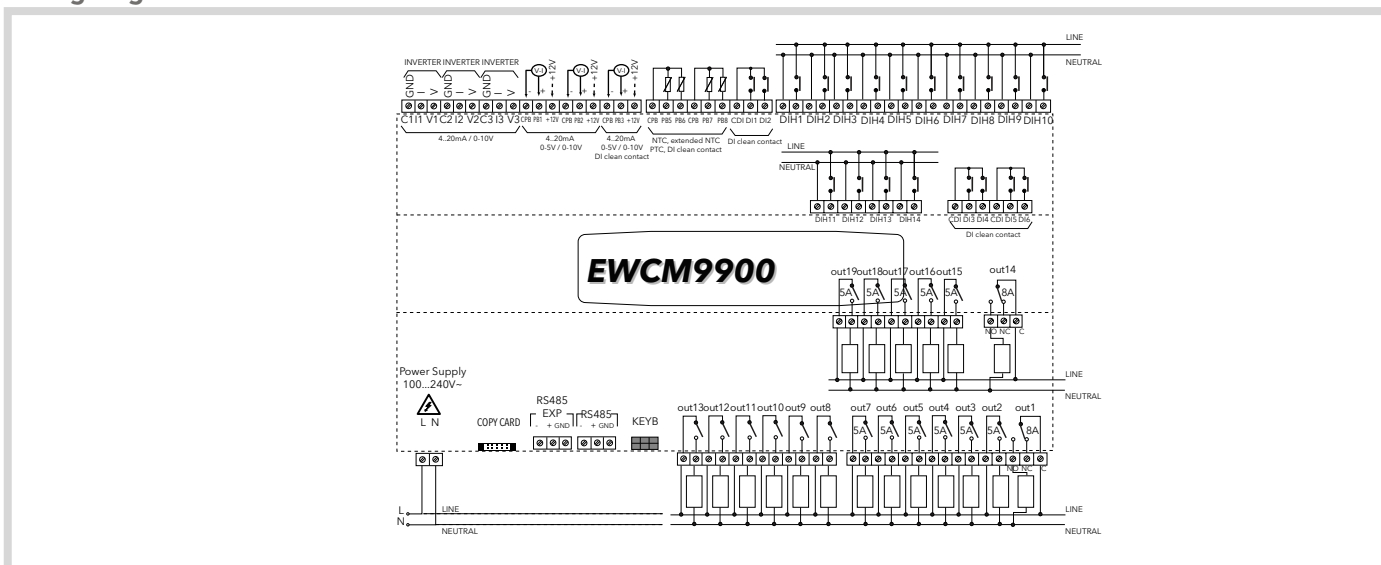 LINE
NEUTRAL
INVERTER INVERTER INVERTER
GND I V GND I V GND I V
- + +12V - + +12V - + +12V
V-I V-I V-I
C1 I1 V1 C2 I2 V2 C3 I3 V3 CPB PB1 +12V CPB PB2 +12V CPB PB3 +12V CPB PB5 PB6 CPB PB7 PB8 CDI DI1 DI2 DIH1 DIH2 DIH3 DIH4 DIH5 DIH6 DIH7 DIH8 DIH9 DIH10
4..20mA / 0-10V
4..20mA
0-5V / 0-10V
4..20mA
0-5V / 0-10V
DI clean contact
NTC, extended NTC
PTC, DI clean contact
DI clean contact
LINE
NEUTRAL
DIH11 DIH12 DIH13 DIH14
CDI DI3 DI4 CDI DI5 DI6
DI clean contact
EWCM9900
out19 out18 out17 out16 out15 out14
5A 5A 5A 5A 5A 8A
NO NC C
LINE
NEUTRAL
Power Supply
100...240V~
L N
COPY CARD
RS485
EXP
- + GND
RS485
- + GND
KEYB
out13 out12 out11 out10 out9 out8 out7 out6 out5 out4 out3 out2 out1
5A 5A 5A 5A 5A 5A 8A
NO NC C
L LINE
N NEUTRAL
LINE
NEUTRAL